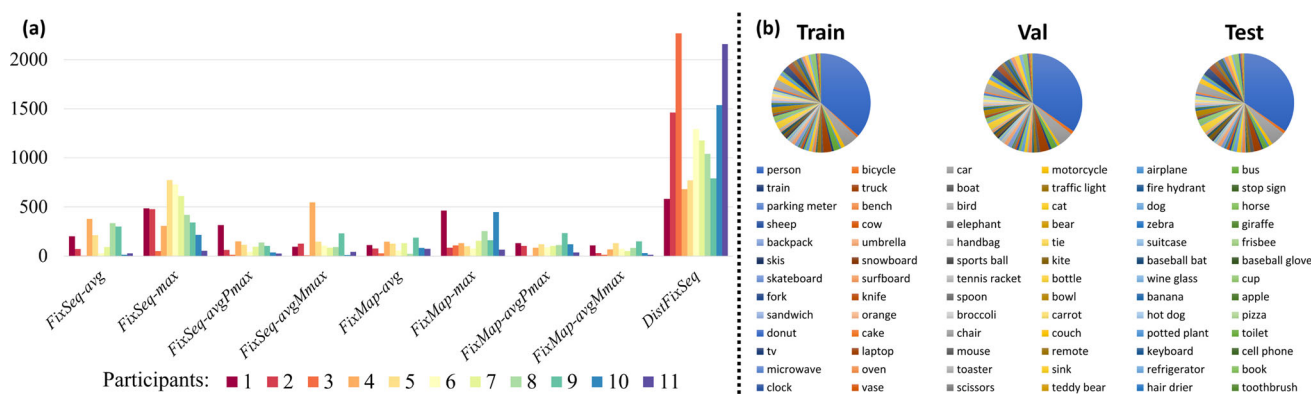 (a)
2000
1500
1000
500
0
FixSeq-avg
FixSeq-max
FixSeq-avgPmax
FixSeq-avgMmax
FixMap-avg
FixMap-max
FixMap-avgPmax
FixMap-avgMmax
DistFixSeq
Participants: 1 2 3 4 5 6 7 8 9 10 11
(b)
Train Val Test
person bicycle car motorcycle airplane bus
train truck boat traffic light fire hydrant stop sign
parking meter bench bird cat dog horse
sheep cow elephant bear zebra giraffe
backpack umbrella handbag tie suitcase frisbee
skis snowboard sports ball kite baseball bat baseball glove
skateboard surfboard tennis racket bottle wine glass cup
fork knife spoon bowl banana apple
sandwich orange broccoli carrot hot dog pizza
donut cake chair couch potted plant toilet
tv laptop mouse remote keyboard cell phone
microwave oven toaster sink refrigerator book
clock vase scissors teddy bear hair drier toothbrush